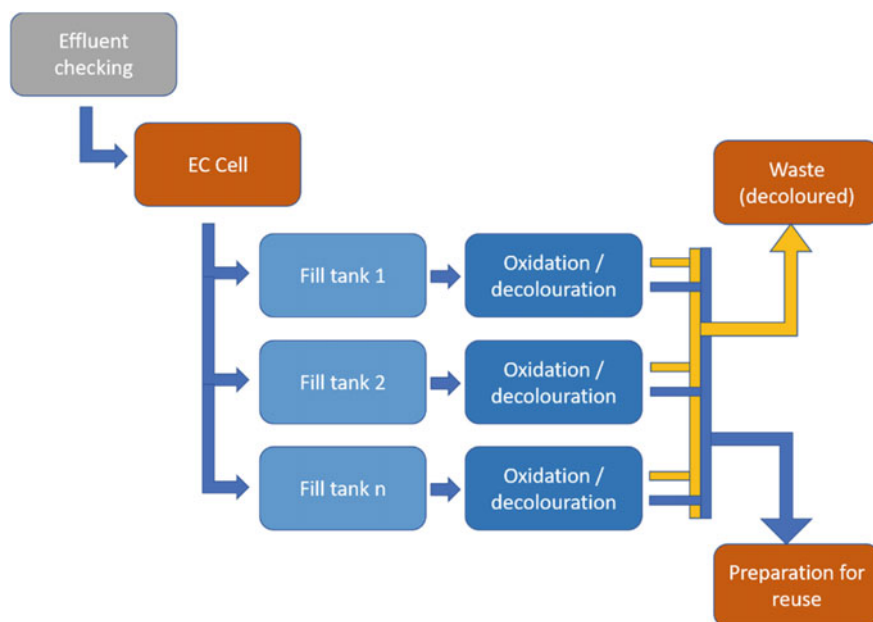 Effluent
checking
EC Cell
Waste
(decoloured)
Fill tank 1
Oxidation /
decolouration
Fill tank 2
Oxidation /
decolouration
Fill tank n
Oxidation /
decolouration
Preparation for
reuse